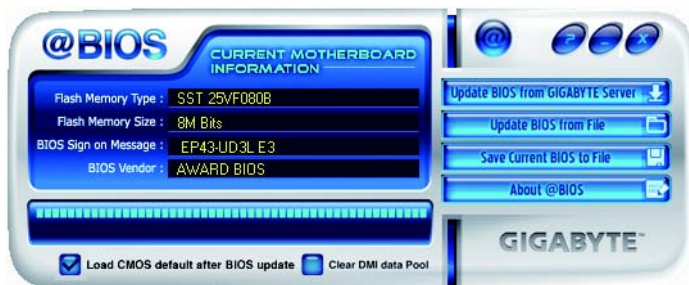 @BIOS
CURRENT MOTHERBOARD
INFORMATION
Flash Memory Type : SST 25VF080B
Flash Memory Size : 8M Bits
BIOS Sign on Message : EP43-UD3L E3
BIOS Vendor : AWARD BIOS
Load CMOS default after BIOS update
Clear DMI data Pool
@ ? – X
Update BIOS from GIGABYTE Server
Update BIOS from File
Save Current BIOS to File
About @BIOS
GIGABYTE™